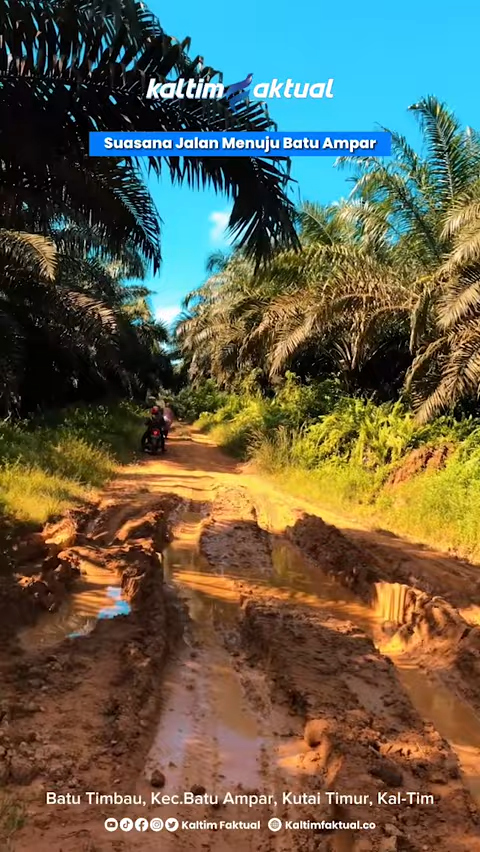 kaltim faktual
Suasana Jalan Menuju Batu Ampar
Batu Timbau, Kec.Batu Ampar, Kutai Timur, Kal-Tim
Kaltim Faktual Kaltimfaktual.co